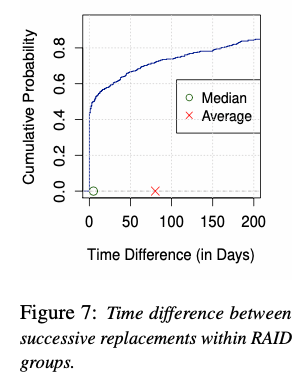 Cumulative Probability
0.8
0.6
0.4
0.2
0.0
Median
Average
0 50 100 150 200
Time Difference (in Days)
Figure 7: Time difference between
successive replacements within RAID
groups.